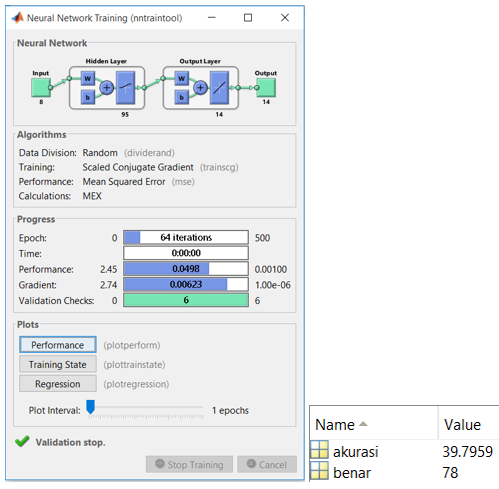 Neural Network Training (nntraintool)
Neural Network
Hidden Layer Output Layer
Input Output
W W
b b
8 95 14 14
Algorithms
Data Division: Random (dividerand)
Training: Scaled Conjugate Gradient (trainscg)
Performance: Mean Squared Error (mse)
Calculations: MEX
Progress
Epoch: 0 64 iterations 500
Time: 0:00:00
Performance: 2.45 0.0498 0.00100
Gradient: 2.74 0.00623 1.00e-06
Validation Checks: 0 6 6
Plots
Performance (plotperform)
Training State (plottrainstate)
Regression (plotregression)
Plot Interval: 1 epochs
Validation stop.
Stop Training Cancel
Name Value
akurasi 39.7959
benar 78